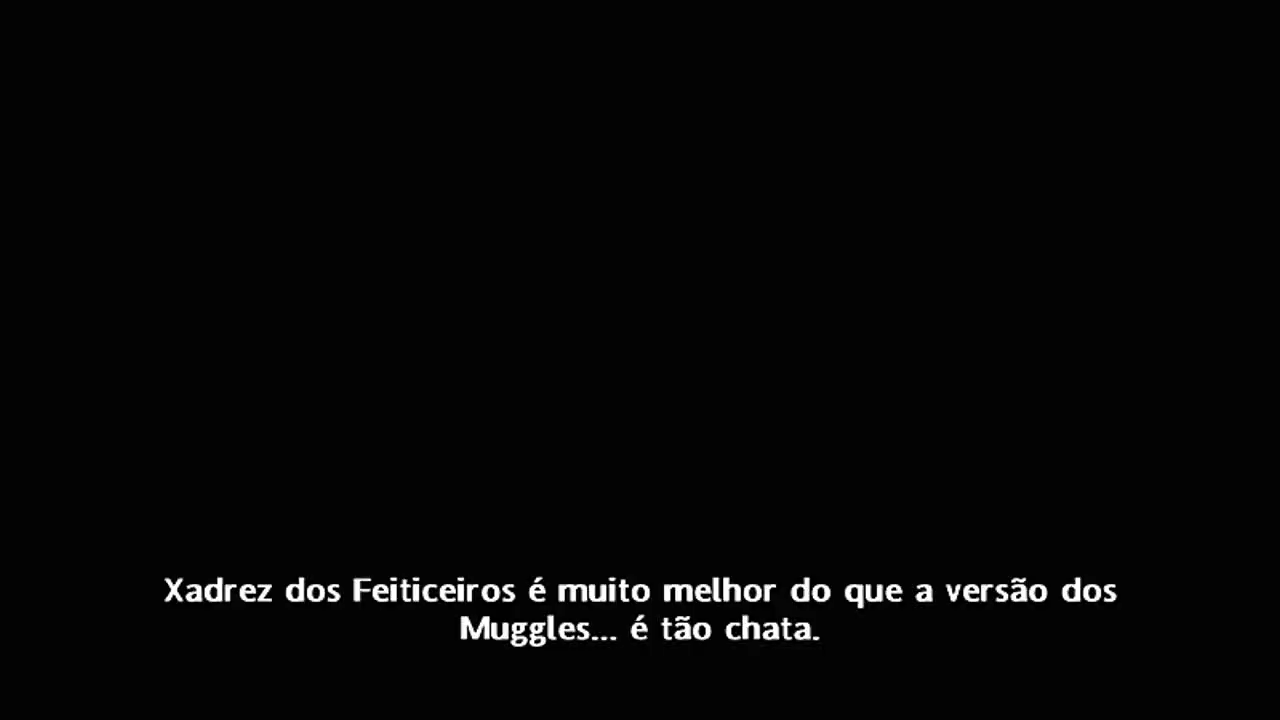 Xadrez dos Feiticeiros é muito melhor do que a versão dos
Muggles... é tão chata.